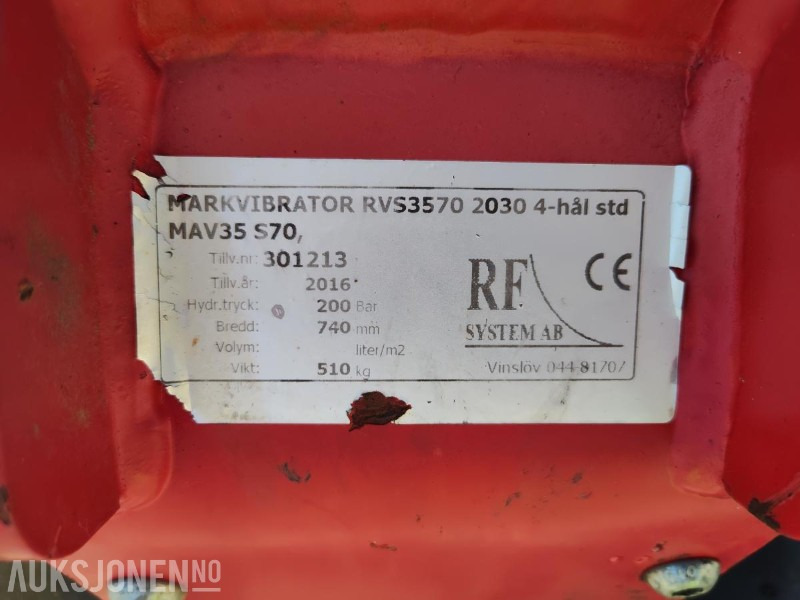 MARKVIBRATOR RVS3570 2030 4-hål std
MAV35 S70,
Tillv.nr: 301213
Tillv.år: 2016
Hydr.tryck: 200 Bar
Bredd: 740 mm
Volym: liter/m2
Vikt: 510 kg
RF
SYSTEM AB
CE
Vinslöv 044-81707
AUKSJONEN.NO